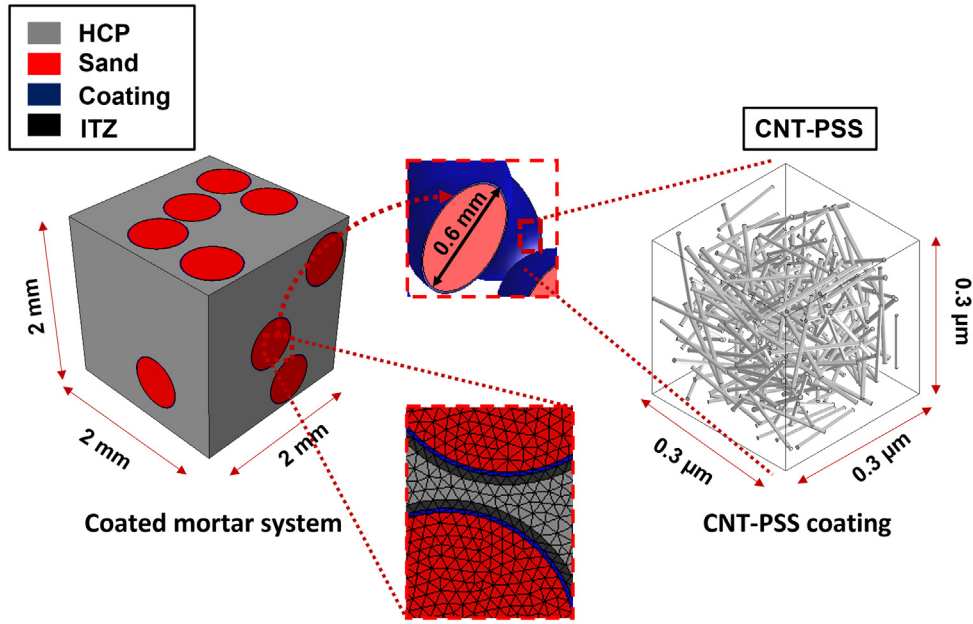 HCP
Sand
Coating
ITZ
CNT-PSS
0.6 mm
2 mm
2 mm
2 mm
0.3 µm
0.3 µm
0.3 µm
Coated mortar system
CNT-PSS coating